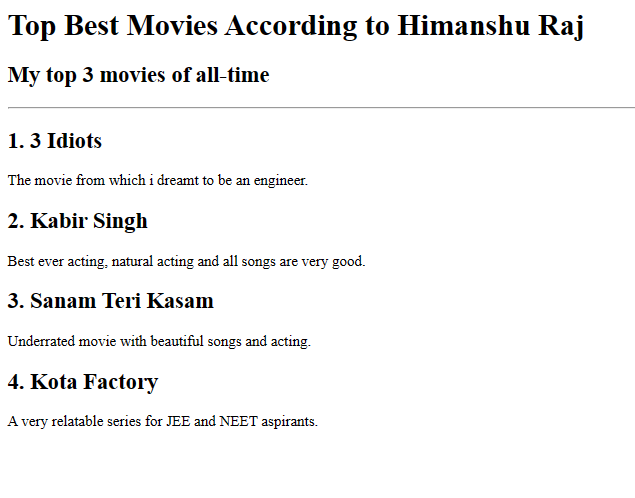 Top Best Movies According to Himanshu Raj
My top 3 movies of all-time
1. 3 Idiots
The movie from which i dreamt to be an engineer.
2. Kabir Singh
Best ever acting, natural acting and all songs are very good.
3. Sanam Teri Kasam
Underrated movie with beautiful songs and acting.
4. Kota Factory
A very relatable series for JEE and NEET aspirants.